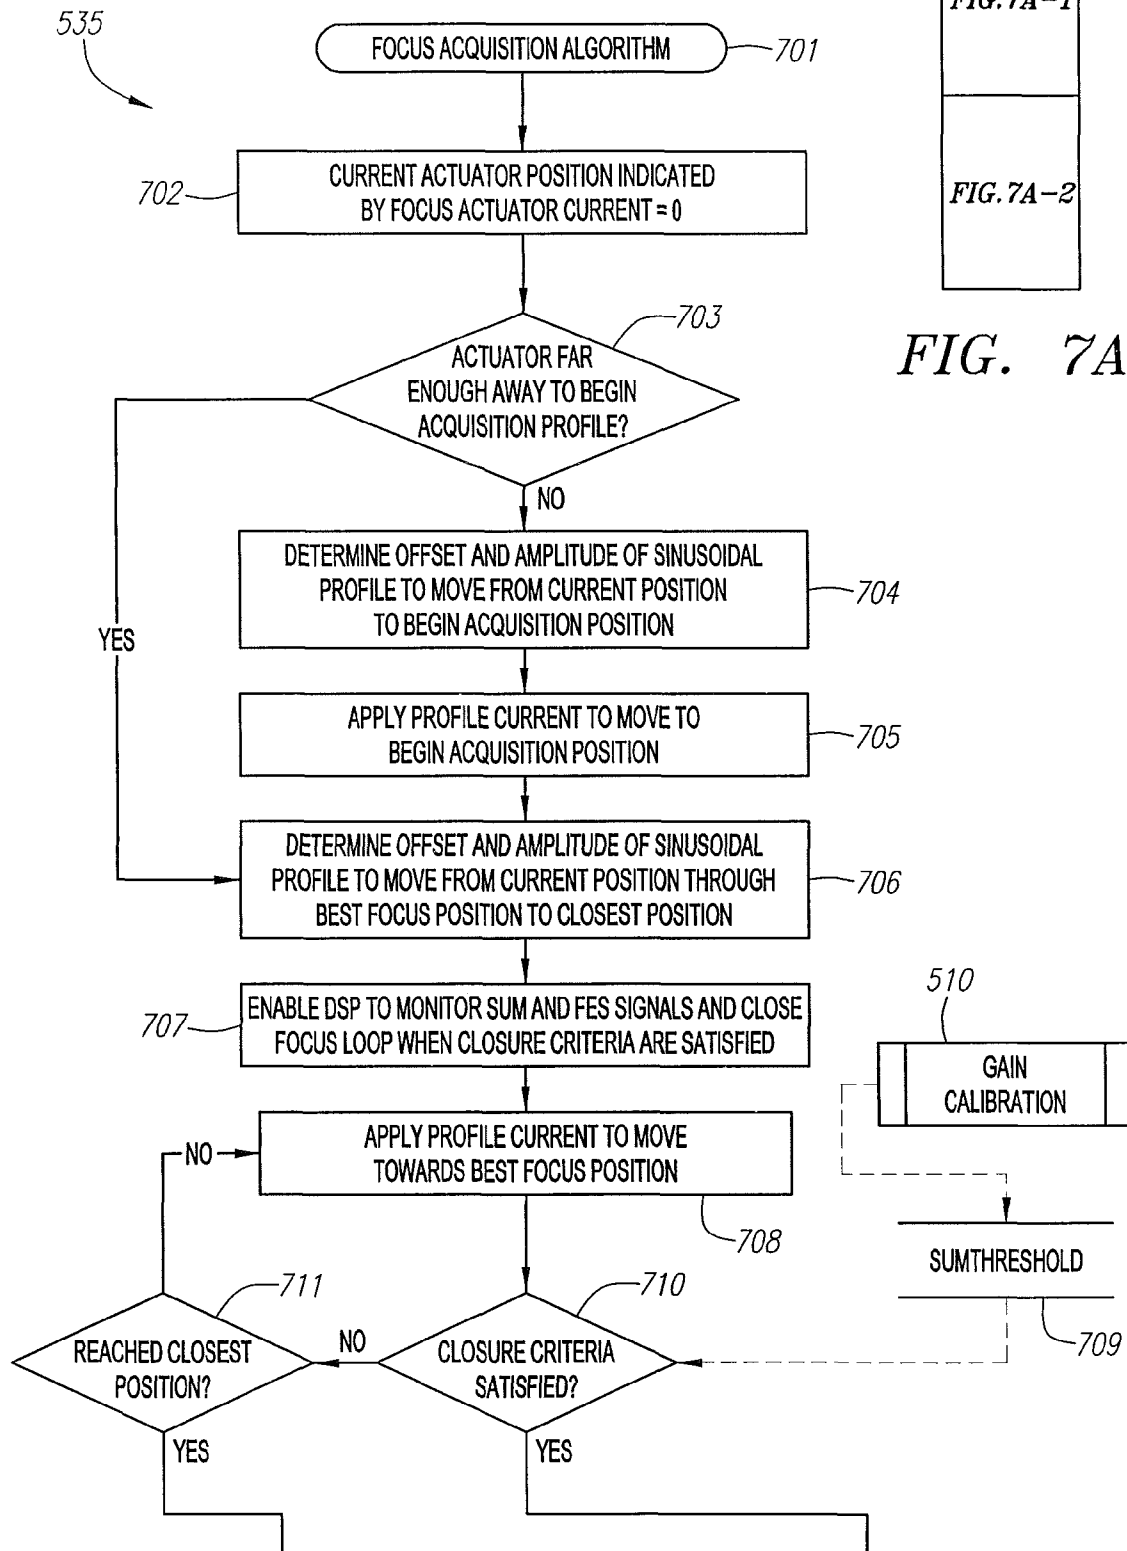 535
FOCUS ACQUISITION ALGORITHM
701
FIG. 7A-1
702
CURRENT ACTUATOR POSITION INDICATED
BY FOCUS ACTUATOR CURRENT = 0
FIG. 7A-2
703
ACTUATOR FAR
ENOUGH AWAY TO BEGIN
ACQUISITION PROFILE?
FIG. 7A
NO
YES
DETERMINE OFFSET AND AMPLITUDE OF SINUSOIDAL
PROFILE TO MOVE FROM CURRENT POSITION
TO BEGIN ACQUISITION POSITION
704
APPLY PROFILE CURRENT TO MOVE TO
BEGIN ACQUISITION POSITION
705
DETERMINE OFFSET AND AMPLITUDE OF SINUSOIDAL
PROFILE TO MOVE FROM CURRENT POSITION THROUGH
BEST FOCUS POSITION TO CLOSEST POSITION
706
707
ENABLE DSP TO MONITOR SUM AND FES SIGNALS AND CLOSE
FOCUS LOOP WHEN CLOSURE CRITERIA ARE SATISFIED
510
GAIN
CALIBRATION
NO
APPLY PROFILE CURRENT TO MOVE
TOWARDS BEST FOCUS POSITION
708
SUMTHRESHOLD
709
711
REACHED CLOSEST
POSITION?
NO
710
CLOSURE CRITERIA
SATISFIED?
YES
YES